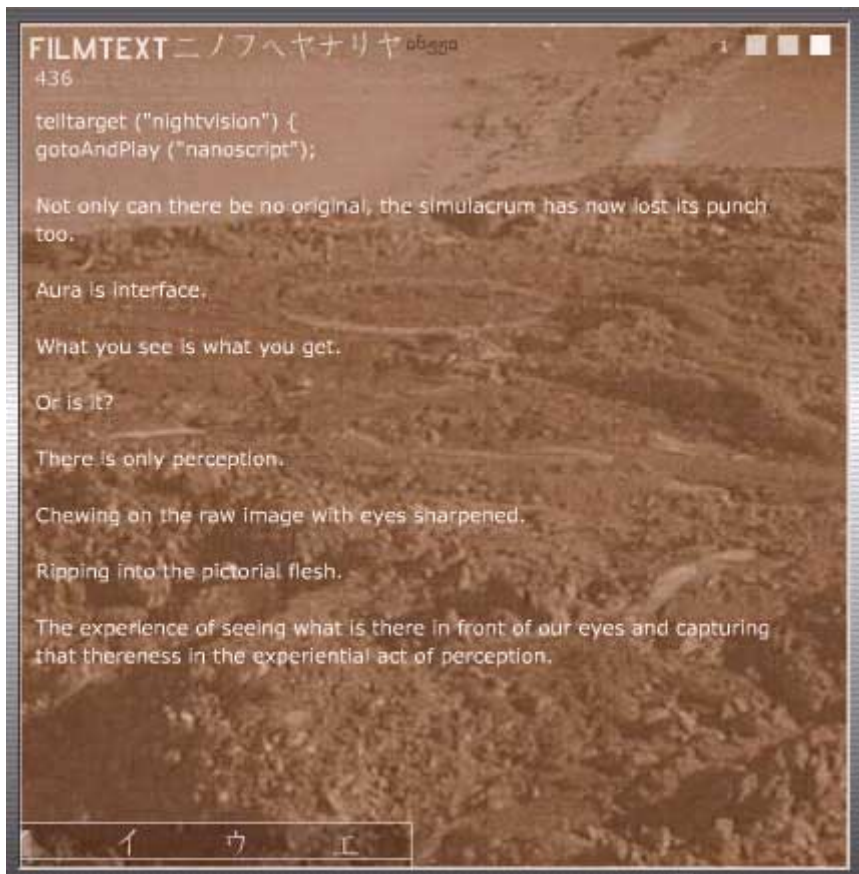 FILMTEXT ニノフヘヤナリヤ
1
436
telltarget ("nightvision") {
gotoAndPlay ("nanoscript");
Not only can there be no original, the simulacrum has now lost its punch
too.
Aura is interface.
What you see is what you get.
Or is it?
There is only perception.
Chewing on the raw image with eyes sharpened.
Ripping into the pictorial flesh.
The experience of seeing what is there in front of our eyes and capturing
that thereness in the experiential act of perception.
イ ウ エ